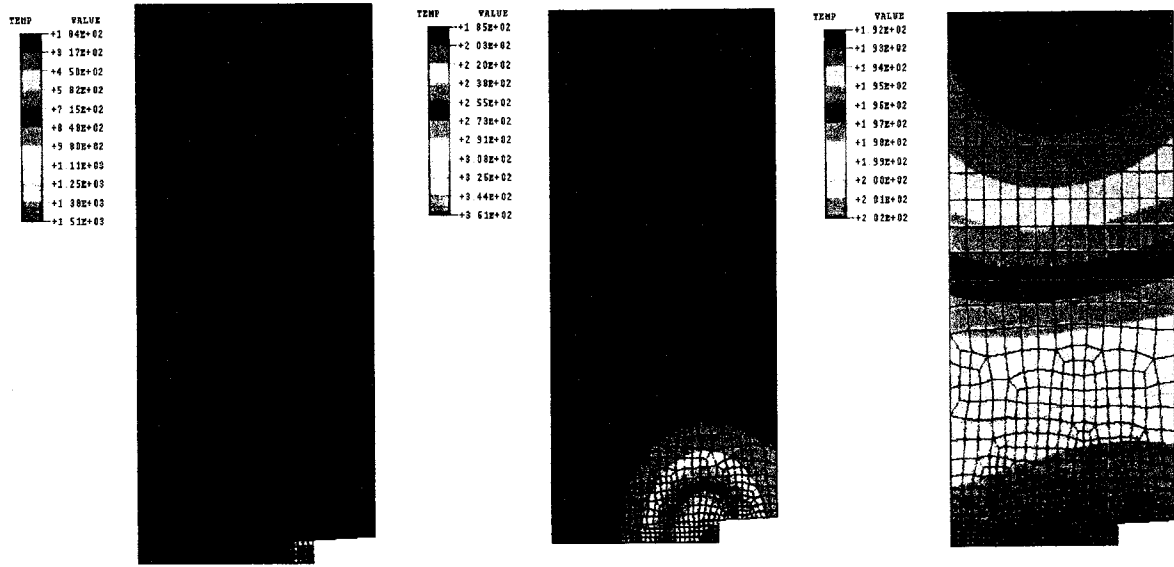 TEMP VALUE
+1 84E+02
+3 17E+02
+4 50E+02
+5 82E+02
+7 15E+02
+8 48E+02
+9 80E+02
+1 11E+03
+1 25E+03
+1 38E+03
+1 51E+03
TEMP VALUE
+1 85E+02
+2 03E+02
+2 20E+02
+2 38E+02
+2 55E+02
+2 73E+02
+2 91E+02
+3 08E+02
+3 26E+02
+3 44E+02
+3 61E+02
TEMP VALUE
+1 92E+02
+1 93E+02
+1 94E+02
+1 95E+02
+1 96E+02
+1 97E+02
+1 98E+02
+1 99E+02
+2 00E+02
+2 01E+02
+2 02E+02